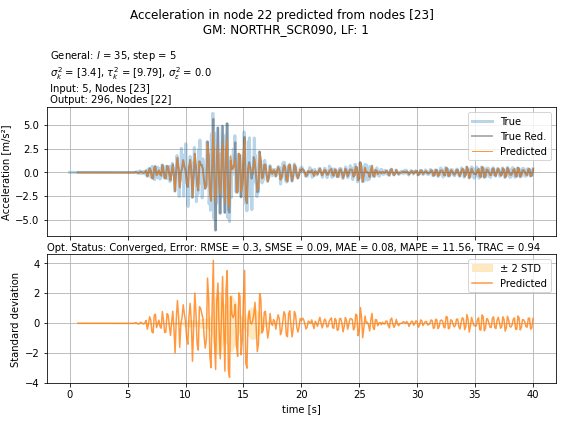 Acceleration in node 22 predicted from nodes [23]
GM: NORTHR_SCR090, LF: 1
General: l = 35, step = 5
σ²ₖ = [3.4], τ²ₖ = [9.79], σ²ε = 0.0
Input: 5, Nodes [23]
Output: 296, Nodes [22]
Acceleration [m/s²]
5.0
2.5
0.0
−2.5
−5.0
True
True Red.
Predicted
Opt. Status: Converged, Error: RMSE = 0.3, SMSE = 0.09, MAE = 0.08, MAPE = 11.56, TRAC = 0.94
Standard deviation
4
2
0
−2
−4
± 2 STD
Predicted
0 5 10 15 20 25 30 35 40
time [s]